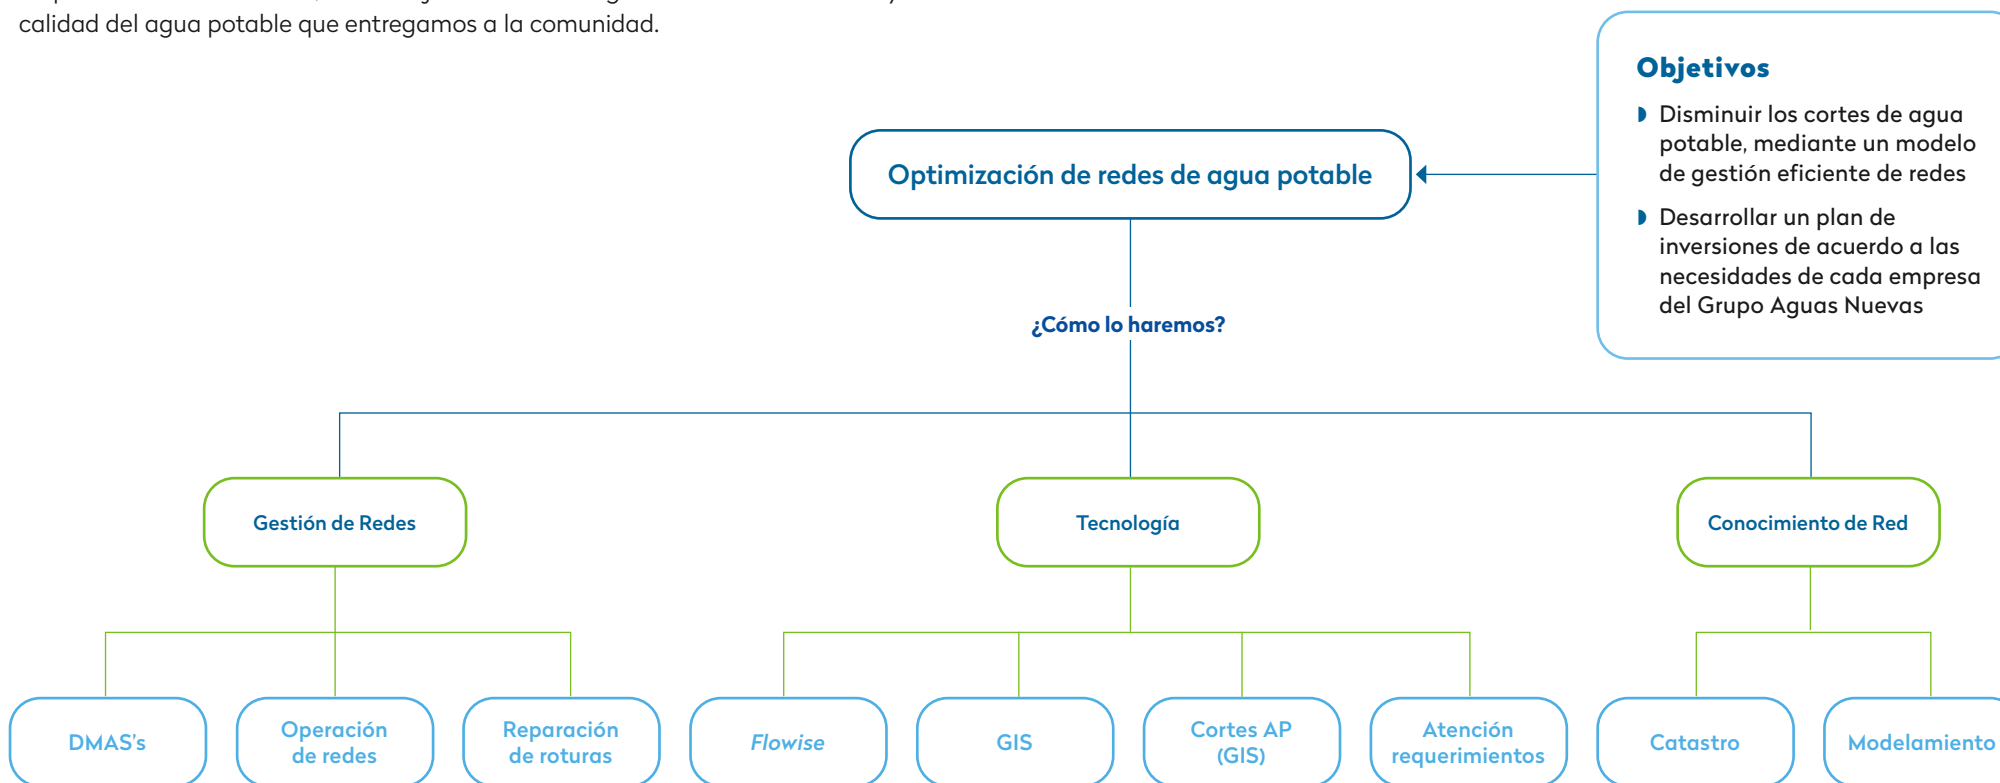 calidad del agua potable que entregamos a la comunidad.
Objetivos
Disminuir los cortes de agua
potable, mediante un modelo
de gestión eficiente de redes
Desarrollar un plan de
inversiones de acuerdo a las
necesidades de cada empresa
del Grupo Aguas Nuevas
Optimización de redes de agua potable
¿Cómo lo haremos?
Gestión de Redes
Tecnología
Conocimiento de Red
DMAS's
Operación
de redes
Reparación
de roturas
Flowise
GIS
Cortes AP
(GIS)
Atención
requerimientos
Catastro
Modelamiento